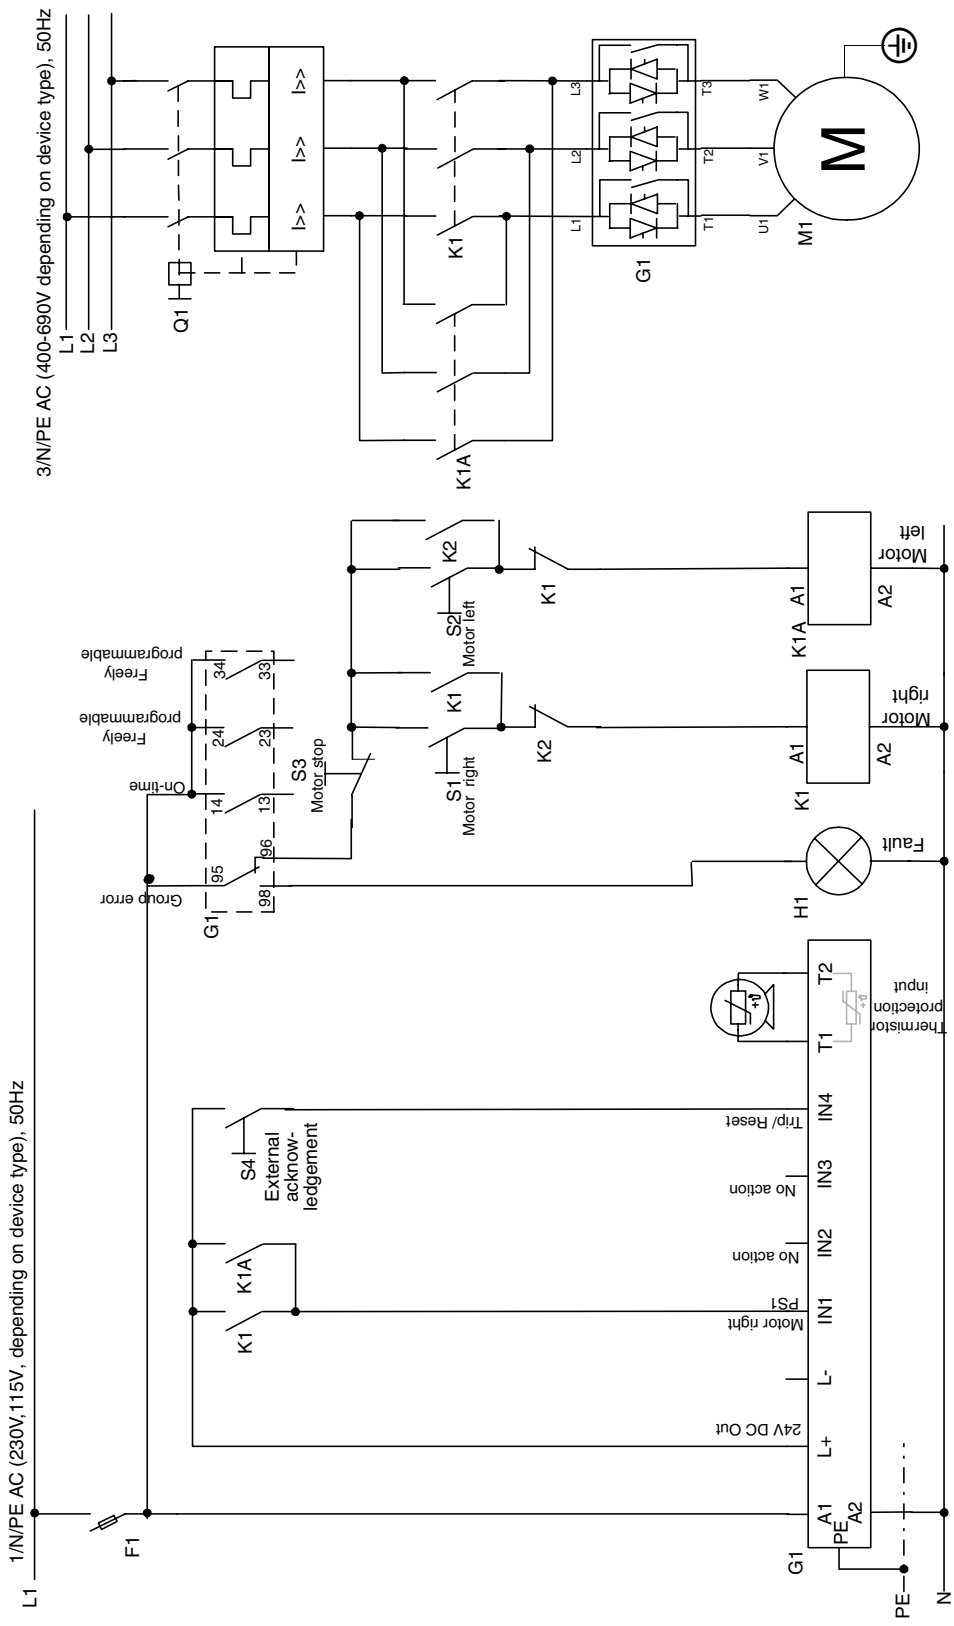 1/N/PE AC (230V,115V, depending on device type), 50Hz
3/N/PE AC (400-690V depending on device type), 50Hz
L1
L1
L2
L3
F1
Q1
I>>
I>>
I>>
K1
K1A
L1
L2
L3
G1
T1
T2
T3
U1
V1
W1
M1
M
Group error
On-time
Freely
programmable
Freely
programmable
G1
95
96
98
14
13
24
23
34
33
S3
Motor stop
S1
Motor right
K1
K2
S2
Motor left
K2
K1
K1
A1
A2
Motor
right
K1A
A1
A2
Motor
left
H1
Fault
K1
K1A
S4
External
acknow-
ledgement
24V DC Out
Motor right
PS1
No action
No action
Trip/ Reset
G1
A1
PE
A2
L+
L-
IN1
IN2
IN3
IN4
T1
T2
Thermistor
protection
input
PE
N